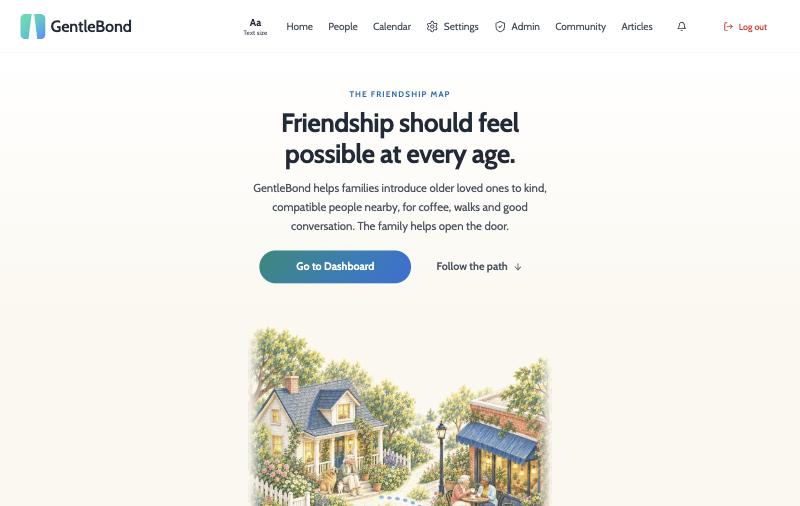 GentleBond
Aa
Text size
Home
People
Calendar
Settings
Admin
Community
Articles
Log out
THE FRIENDSHIP MAP
Friendship should feel
possible at every age.
GentleBond helps families introduce older loved ones to kind,
compatible people nearby, for coffee, walks and good
conversation. The family helps open the door.
Go to Dashboard
Follow the path ↓